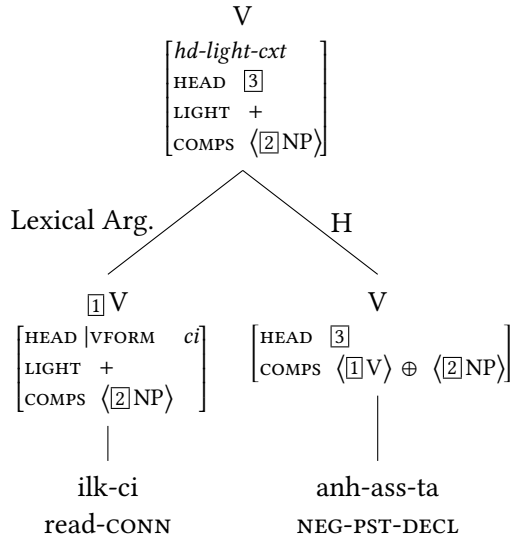 V
[hd-light-cxt
HEAD [3]
LIGHT +
COMPS ⟨[2]NP⟩]
Lexical Arg. H
[1]V V
[HEAD |VFORM ci [HEAD [3]
LIGHT + COMPS ⟨[1]V⟩ ⊕ ⟨[2]NP⟩]
COMPS ⟨[2]NP⟩]
ilk-ci anh-ass-ta
read-CONN NEG-PST-DECL